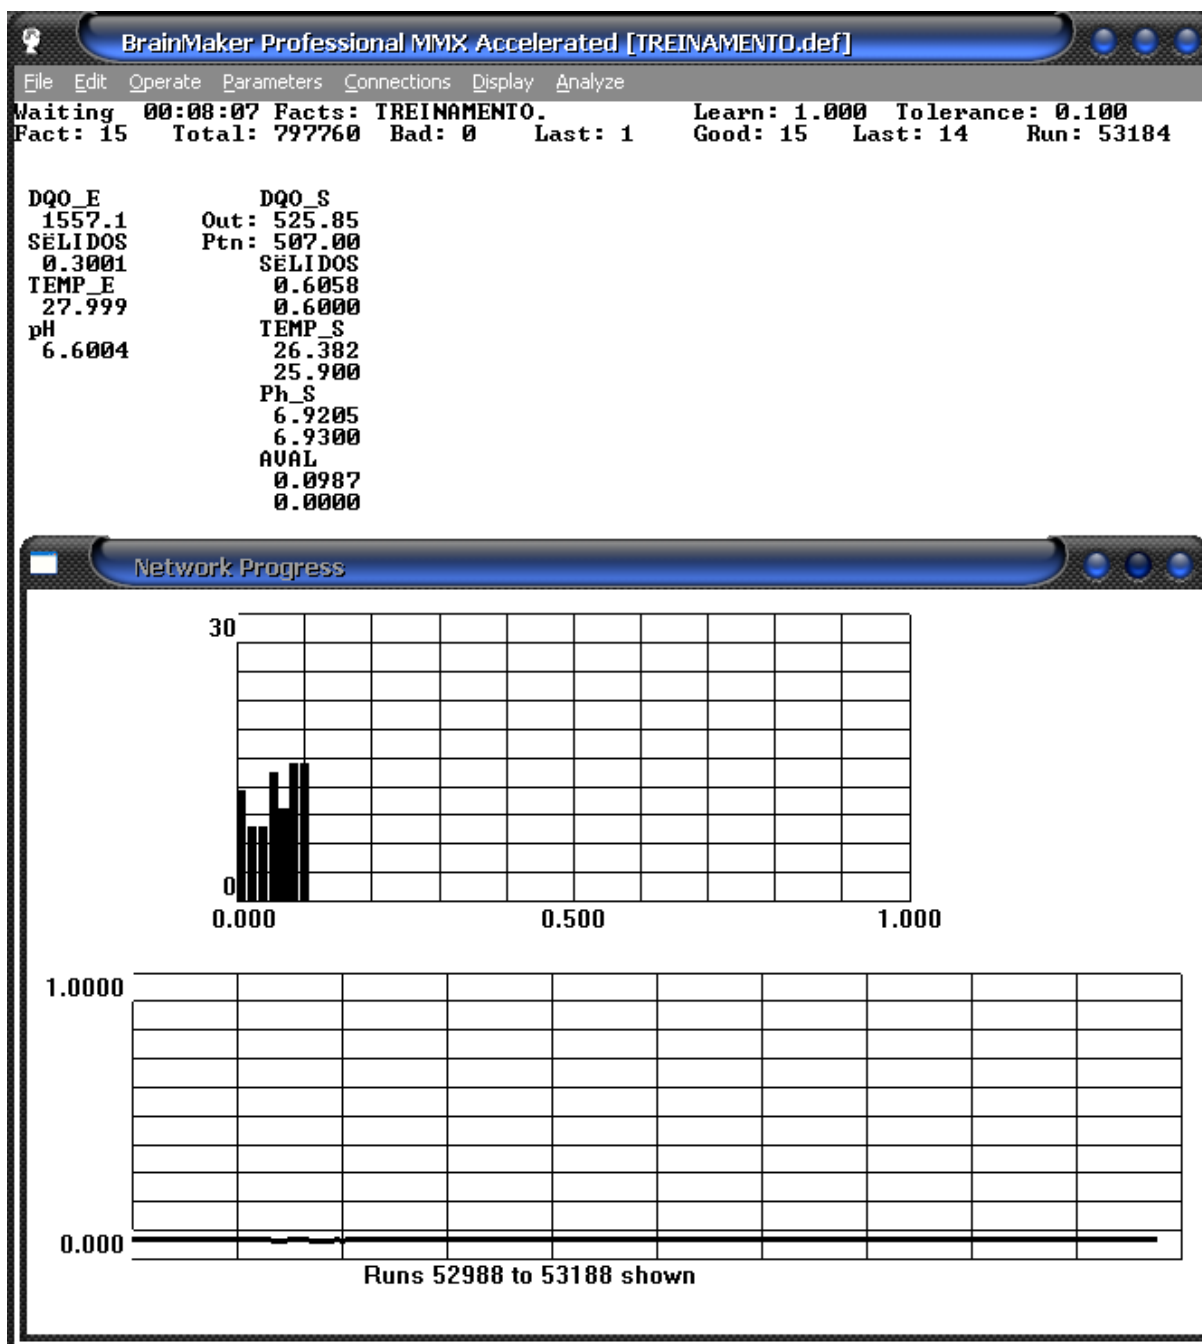 BrainMaker Professional MMX Accelerated [TREINAMENTO.def]
File Edit Operate Parameters Connections Display Analyze
Waiting 00:08:07 Facts: TREINAMENTO. Learn: 1.000 Tolerance: 0.100
Fact: 15 Total: 797760 Bad: 0 Last: 1 Good: 15 Last: 14 Run: 53184
DQO_E DQO_S
1557.1 Out: 525.85
SËLIDOS Ptn: 507.00
0.3001 SËLIDOS
TEMP_E 0.6058
27.999 0.6000
pH TEMP_S
6.6004 26.382
25.900
Ph_S
6.9205
6.9300
AVAL
0.0987
0.0000
Network Progress
30
0
0.000 0.500 1.000
1.0000
0.000
Runs 52988 to 53188 shown